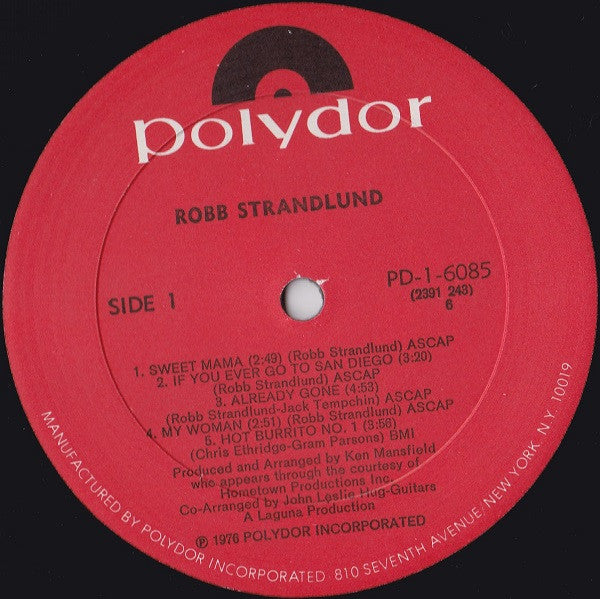 polydor
ROBB STRANDLUND
SIDE 1
PD-1-6085
(2391 243)
6
1. SWEET MAMA (2:49) (Robb Strandlund) ASCAP
2. IF YOU EVER GO TO SAN DIEGO (3:20)
(Robb Strandlund) ASCAP
3. ALREADY GONE (4:53)
(Robb Strandlund-Jack Tempchin) ASCAP
4. MY WOMAN (2:51) (Robb Strandlund) ASCAP
5. HOT BURRITO NO. 1 (3:56)
(Chris Ethridge-Gram Parsons) BMI
Produced and Arranged by Ken Mansfield
who appears through the courtesy of
Hometown Productions Inc.
Co-Arranged by John Leslie Hug-Guitars
A Laguna Production
℗ 1976 POLYDOR INCORPORATED
MANUFACTURED BY POLYDOR INCORPORATED 810 SEVENTH AVENUE, NEW YORK, N.Y. 10019